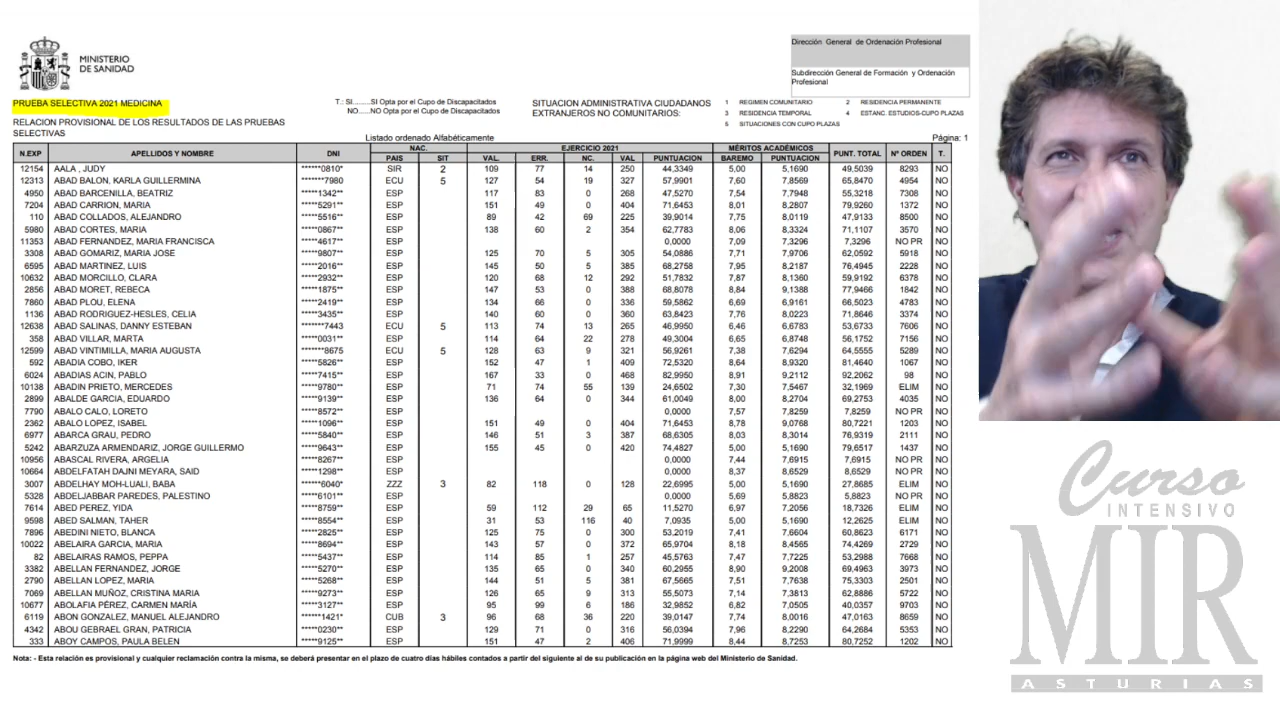 MINISTERIO
DE SANIDAD
Dirección General de Ordenación Profesional
Subdirección General de Formación y Ordenación
Profesional
PRUEBA SELECTIVA 2021 MEDICINA
RELACION PROVISIONAL DE LOS RESULTADOS DE LAS PRUEBAS
SELECTIVAS
T.: SI.........SI Opta por el Cupo de Discapacitados
NO.....NO Opta por el Cupo de Discapacitados
SITUACION ADMINISTRATIVA CIUDADANOS
EXTRANJEROS NO COMUNITARIOS:
1 REGIMEN COMUNITARIO 2 RESIDENCIA PERMANENTE
3 RESIDENCIA TEMPORAL 4 ESTANC. ESTUDIOS-CUPO PLAZAS
5 SITUACIONES CON CUPO PLAZAS
Listado ordenado Alfabéticamente Página: 1
N.EXP APELLIDOS Y NOMBRE DNI NAC. EJERCICIO 2021 MÉRITOS ACADÉMICOS PUNT. TOTAL Nº ORDEN T.
PAIS SIT VAL. ERR. NC. VAL PUNTUACION BAREMO PUNTUACION
12154 AALA , JUDY ******0810* SIR 2 109 77 14 250 44,3349 5,00 5,1690 49,5039 8293 NO
12313 ABAD BALON, KARLA GUILLERMINA *******7980 ECU 5 127 54 19 327 57,9901 7,60 7,8569 65,8470 4954 NO
4950 ABAD BARCENILLA, BEATRIZ *****1342** ESP 117 83 0 268 47,5270 7,54 7,7948 55,3218 7308 NO
7204 ABAD CARRION, MARIA *****5291** ESP 151 49 0 404 71,6453 8,01 8,2807 79,9260 1372 NO
110 ABAD COLLADOS, ALEJANDRO *****5516** ESP 89 42 69 225 39,9014 7,75 8,0119 47,9133 8500 NO
5980 ABAD CORTES, MARIA *****0867** ESP 138 60 2 354 62,7783 8,06 8,3324 71,1107 3570 NO
11353 ABAD FERNANDEZ, MARIA FRANCISCA *****4617** ESP 0,0000 7,09 7,3296 7,3296 NO PR NO
3308 ABAD GOMARIZ, MARIA JOSE *****9807** ESP 125 70 5 305 54,0886 7,71 7,9706 62,0592 5918 NO
6595 ABAD MARTINEZ, LUIS *****2016** ESP 145 50 5 385 68,2758 7,95 8,2187 76,4945 2228 NO
10632 ABAD MORCILLO, CLARA *****2932** ESP 120 68 12 292 51,7832 7,87 8,1360 59,9192 6378 NO
2856 ABAD MORET, REBECA *****1875** ESP 147 53 0 388 68,8078 8,84 9,1388 77,9466 1842 NO
7860 ABAD PLOU, ELENA *****2419** ESP 134 66 0 336 59,5862 6,69 6,9161 66,5023 4783 NO
1136 ABAD RODRIGUEZ-HESLES, CELIA *****3435** ESP 140 60 0 360 63,8423 7,76 8,0223 71,8646 3374 NO
12638 ABAD SALINAS, DANNY ESTEBAN *******7443 ECU 5 113 74 13 265 46,9950 6,46 6,6783 53,6733 7606 NO
358 ABAD VILLAR, MARTA *****0031** ESP 114 64 22 278 49,3004 6,65 6,8748 56,1752 7156 NO
12599 ABAD VINTIMILLA, MARIA AUGUSTA *******8675 ECU 5 128 63 9 321 56,9261 7,38 7,6294 64,5555 5289 NO
592 ABADIA COBO, IKER *****5826** ESP 152 47 1 409 72,5320 8,64 8,9320 81,4640 1067 NO
6024 ABADIAS ACIN, PABLO *****7415** ESP 167 33 0 468 82,9950 8,91 9,2112 92,2062 98 NO
10138 ABADIN PRIETO, MERCEDES *****9780** ESP 71 74 55 139 24,6502 7,30 7,5467 32,1969 ELIM NO
2899 ABALDE GARCIA, EDUARDO *****9139** ESP 136 64 0 344 61,0049 8,00 8,2704 69,2753 4035 NO
7790 ABALO CALO, LORETO *****8572** ESP 0,0000 7,57 7,8259 7,8259 NO PR NO
2362 ABALO LOPEZ, ISABEL *****1096** ESP 151 49 0 404 71,6453 8,78 9,0768 80,7221 1203 NO
6977 ABARCA GRAU, PEDRO *****5840** ESP 146 51 3 387 68,6305 8,03 8,3014 76,9319 2111 NO
5242 ABARZUZA ARMENDARIZ, JORGE GUILLERMO *****9643** ESP 155 45 0 420 74,4827 5,00 5,1690 79,6517 1437 NO
10956 ABASCAL RIVERA, ARGELIA *****8267** ESP 0,0000 7,44 7,6915 7,6915 NO PR NO
10664 ABDELFATAH DAJNI MEYARA, SAID *****1298** ESP 0,0000 8,37 8,6529 8,6529 NO PR NO
3007 ABDELHAY MOH-LUALI, BABA ******6040* ZZZ 3 82 118 0 128 22,6995 5,00 5,1690 27,8685 ELIM NO
5328 ABDELJABBAR PAREDES, PALESTINO *****6101** ESP 0,0000 5,69 5,8823 5,8823 NO PR NO
7614 ABED PEREZ, YIDA *****8759** ESP 59 112 29 65 11,5270 6,97 7,2056 18,7326 ELIM NO
9598 ABED SALMAN, TAHER *****8554** ESP 31 53 116 40 7,0935 5,00 5,1690 12,2625 ELIM NO
7896 ABEDINI NIETO, BLANCA *****2825** ESP 125 75 0 300 53,2019 7,41 7,6604 60,8623 6171 NO
10022 ABELAIRA GARCIA, MARIA *****8694** ESP 143 57 0 372 65,9704 8,18 8,4565 74,4269 2729 NO
82 ABELAIRAS RAMOS, PEPPA *****5437** ESP 114 85 1 257 45,5763 7,47 7,7225 53,2988 7668 NO
3382 ABELLAN FERNANDEZ, JORGE *****5270** ESP 135 65 0 340 60,2955 8,90 9,2008 69,4963 3973 NO
2790 ABELLAN LOPEZ, MARIA *****5268** ESP 144 51 5 381 67,5665 7,51 7,7638 75,3303 2501 NO
7069 ABELLAN MUÑOZ, CRISTINA MARIA *****9273** ESP 126 65 9 313 55,5073 7,14 7,3813 62,8886 5722 NO
10677 ABOLAFIA PÉREZ, CARMEN MARÍA *****3127** ESP 95 99 6 186 32,9852 6,82 7,0505 40,0357 9703 NO
6119 ABON GONZALEZ, MANUEL ALEJANDRO ******1421* CUB 3 96 68 36 220 39,0147 7,74 8,0016 47,0163 8659 NO
4342 ABOU GEBRAEL GRAN, PATRICIA *****0230** ESP 129 71 0 316 56,0394 7,96 8,2290 64,2684 5353 NO
333 ABOY CAMPOS, PAULA BELEN *****9125** ESP 151 47 2 406 71,9999 8,44 8,7253 80,7252 1202 NO
Nota: - Esta relación es provisional y cualquier reclamación contra la misma, se deberá presentar en el plazo de cuatro días hábiles contados a partir del siguiente al de su publicación en la página web del Ministerio de Sanidad.
Curso
INTENSIVO
MIR
ASTURIAS